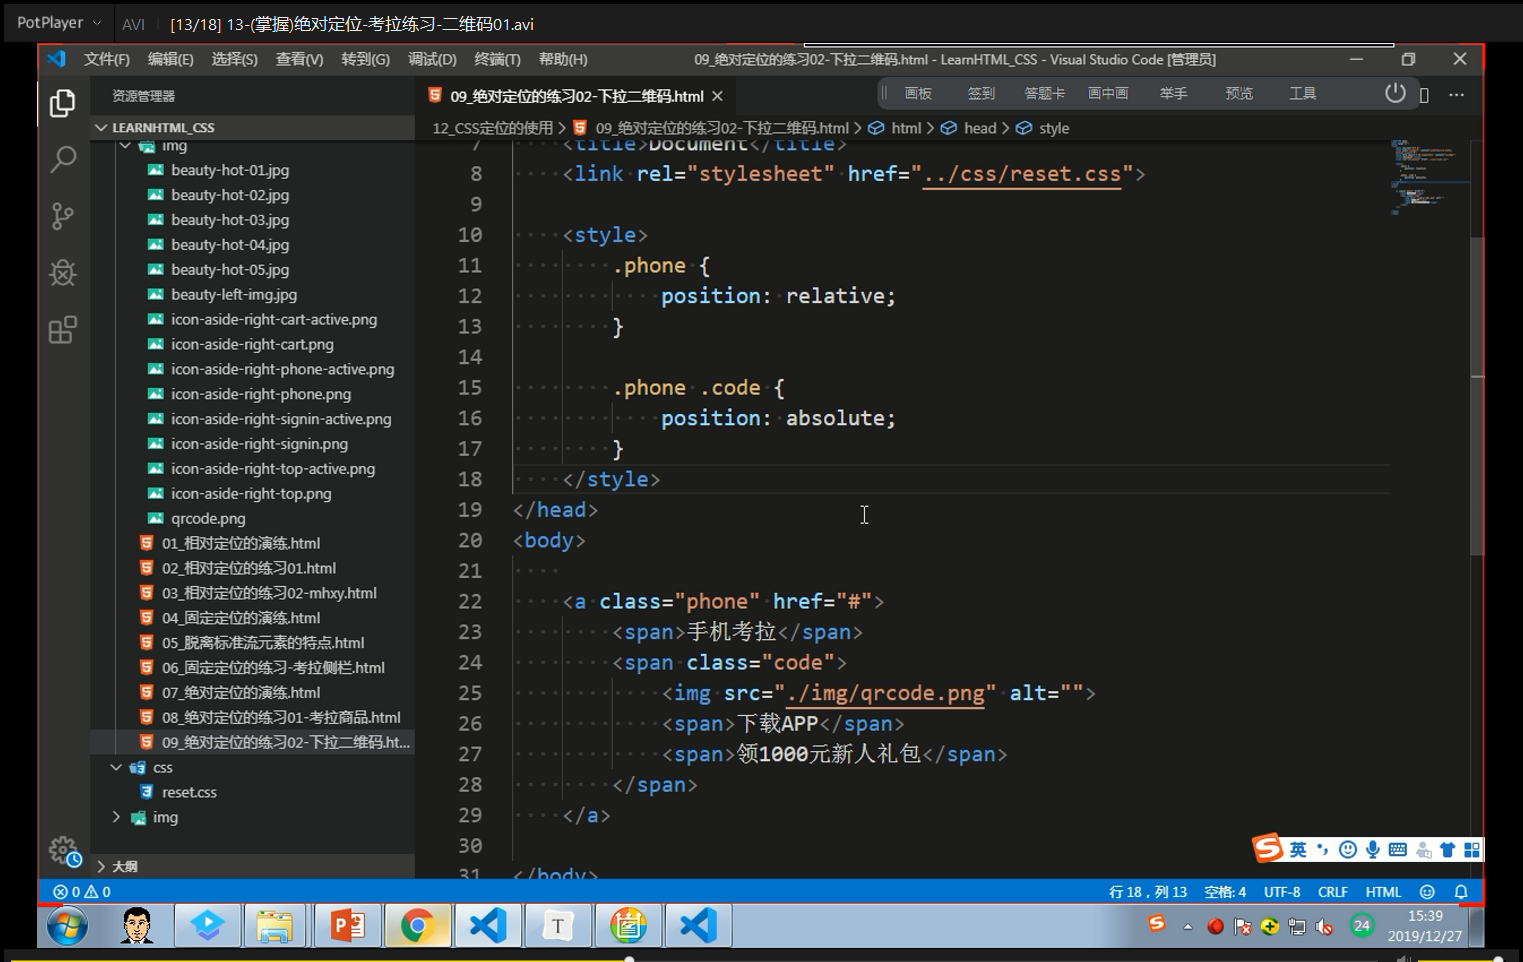 PotPlayer AVI [13/18] 13-(掌握)绝对定位-考拉练习-二维码01.avi
文件(F) 编辑(E) 选择(S) 查看(V) 转到(G) 调试(D) 终端(T) 帮助(H) 09_绝对定位的练习02-下拉二维码.html - LearnHTML_CSS - Visual Studio Code [管理员]
资源管理器
09_绝对定位的练习02-下拉二维码.html
画板 签到 答题卡 画中画 举手 预览 工具
LEARNHTML_CSS
12_CSS定位的使用 > 09_绝对定位的练习02-下拉二维码.html > html > head > style
img
beauty-hot-01.jpg
beauty-hot-02.jpg
beauty-hot-03.jpg
beauty-hot-04.jpg
beauty-hot-05.jpg
beauty-left-img.jpg
icon-aside-right-cart-active.png
icon-aside-right-cart.png
icon-aside-right-phone-active.png
icon-aside-right-phone.png
icon-aside-right-signin-active.png
icon-aside-right-signin.png
icon-aside-right-top-active.png
icon-aside-right-top.png
qrcode.png
01_相对定位的演练.html
02_相对定位的练习01.html
03_相对定位的练习02-mhxy.html
04_固定定位的演练.html
05_脱离标准流元素的特点.html
06_固定定位的练习-考拉侧栏.html
07_绝对定位的演练.html
08_绝对定位的练习01-考拉商品.html
09_绝对定位的练习02-下拉二维码.ht...
css
reset.css
img
大纲
7 <title>Document</title>
8 <link rel="stylesheet" href="../css/reset.css">
9
10 <style>
11 .phone {
12 position: relative;
13 }
14
15 .phone .code {
16 position: absolute;
17 }
18 </style>
19 </head>
20 <body>
21
22 <a class="phone" href="#">
23 <span>手机考拉</span>
24 <span class="code">
25 <img src="./img/qrcode.png" alt="">
26 <span>下载APP</span>
27 <span>领1000元新人礼包</span>
28 </span>
29 </a>
30
31 </body>
英
0 0 行 18，列 13 空格: 4 UTF-8 CRLF HTML
24 15:39
2019/12/27